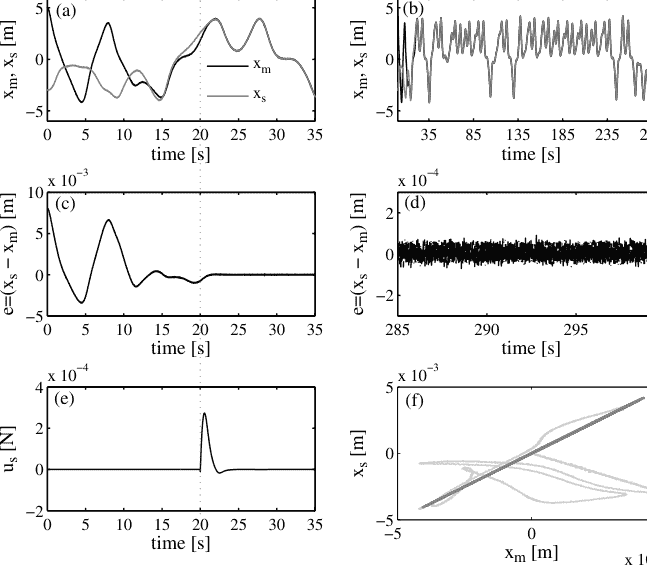 (a)
x_m, x_s [m]
5
0
−5
x_m
x_s
0 5 10 15 20 25 30 35
time [s]
(b)
x_m, x_s [m]
5
0
−5
35 85 135 185 235
time [s]
x 10⁻³
(c)
e=(x_s − x_m) [m]
10
5
0
−5
0 5 10 15 20 25 30 35
time [s]
x 10⁻⁴
(d)
e=(x_s − x_m) [m]
2
0
−2
285 290 295
time [s]
x 10⁻⁴
(e)
u_s [N]
4
2
0
−2
0 5 10 15 20 25 30 35
time [s]
x 10⁻³
(f)
x_s [m]
5
0
−5
−5 0
x_m [m]